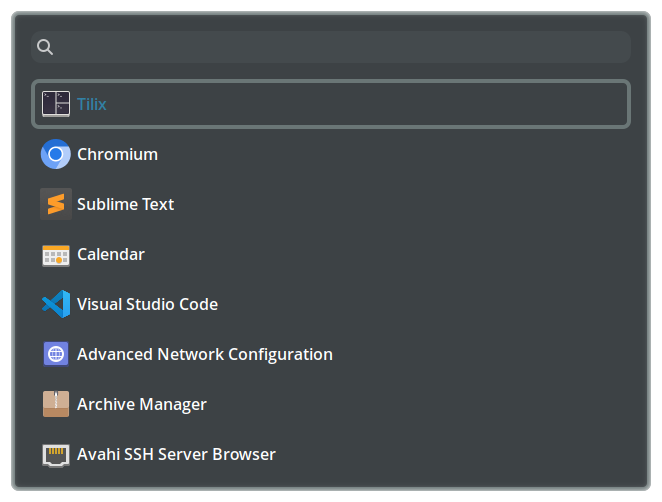 Tilix
Chromium
Sublime Text
Calendar
Visual Studio Code
Advanced Network Configuration
Archive Manager
Avahi SSH Server Browser